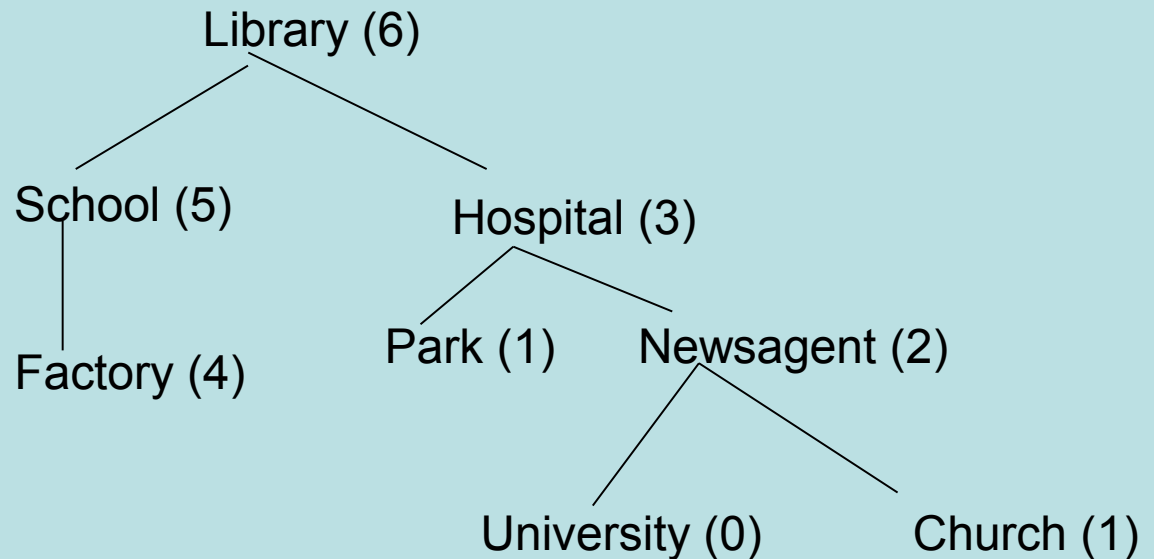 Library (6)
School (5)
Hospital (3)
Factory (4)
Park (1)
Newsagent (2)
University (0)
Church (1)